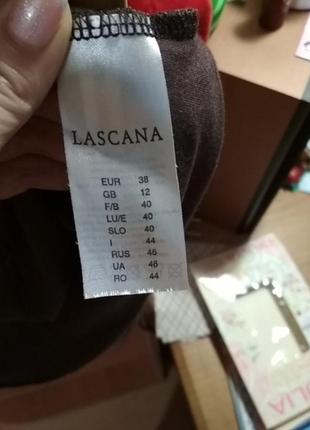 LASCANA
EUR 38
GB 12
F/B 40
LU/E 40
SLO 40
I 44
RUS 46
UA 46
RO 44